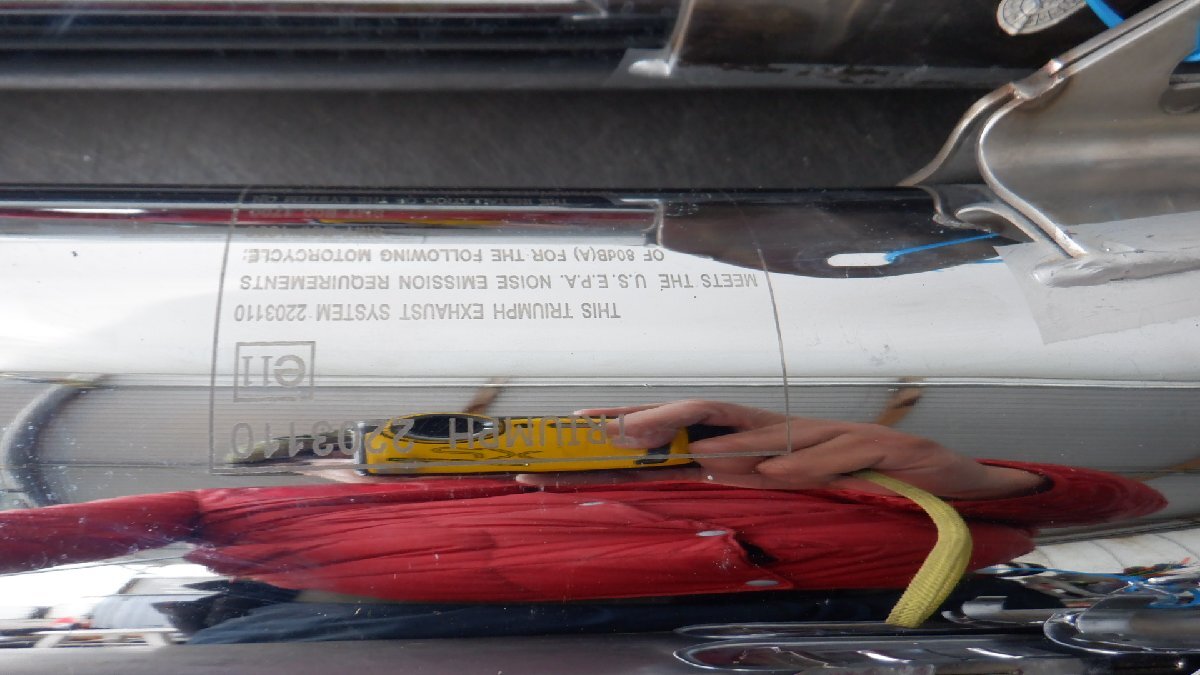 TRIUMPH 2203110
e11
THIS TRIUMPH EXHAUST SYSTEM 2203110
MEETS THE U.S.E.P.A. NOISE EMISSION REQUIREMENTS
OF 80dB(A) FOR THE FOLLOWING MOTORCYCLE: